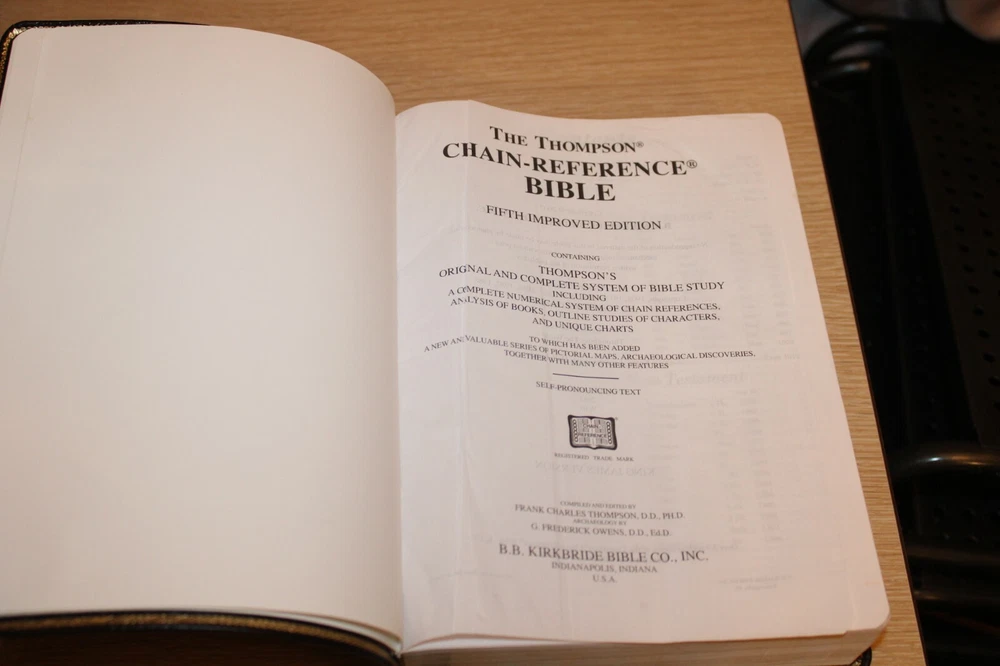 THE THOMPSON®
CHAIN-REFERENCE®
BIBLE
FIFTH IMPROVED EDITION
CONTAINING
THOMPSON'S
ORIGINAL AND COMPLETE SYSTEM OF BIBLE STUDY
INCLUDING
A COMPLETE NUMERICAL SYSTEM OF CHAIN REFERENCES,
ANALYSIS OF BOOKS, OUTLINE STUDIES OF CHARACTERS,
AND UNIQUE CHARTS
TO WHICH HAS BEEN ADDED
A NEW AND VALUABLE SERIES OF PICTORIAL MAPS, ARCHAEOLOGICAL DISCOVERIES,
TOGETHER WITH MANY OTHER FEATURES
SELF-PRONOUNCING TEXT
CHAIN
REFERENCE
REGISTERED TRADE MARK
COMPILED AND EDITED BY
FRANK CHARLES THOMPSON, D.D., PH.D.
ARCHAEOLOGY BY
G. FREDERICK OWENS, D.D., Ed.D.
B.B. KIRKBRIDE BIBLE CO., INC.
INDIANAPOLIS, INDIANA
U.S.A.